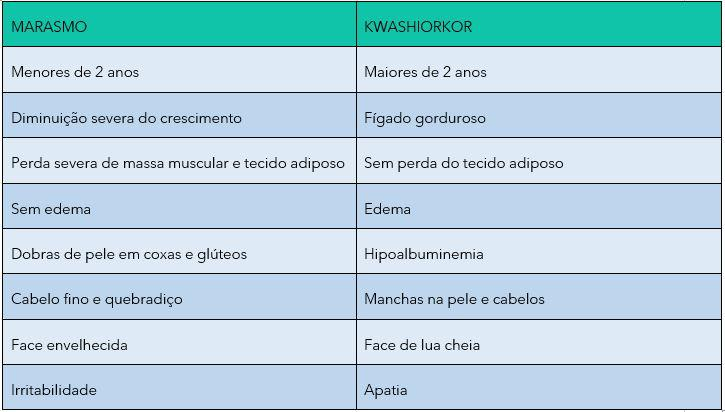 MARASMO KWASHIORKOR
Menores de 2 anos Maiores de 2 anos
Diminuição severa do crescimento Fígado gorduroso
Perda severa de massa muscular e tecido adiposo Sem perda do tecido adiposo
Sem edema Edema
Dobras de pele em coxas e glúteos Hipoalbuminemia
Cabelo fino e quebradiço Manchas na pele e cabelos
Face envelhecida Face de lua cheia
Irritabilidade Apatia